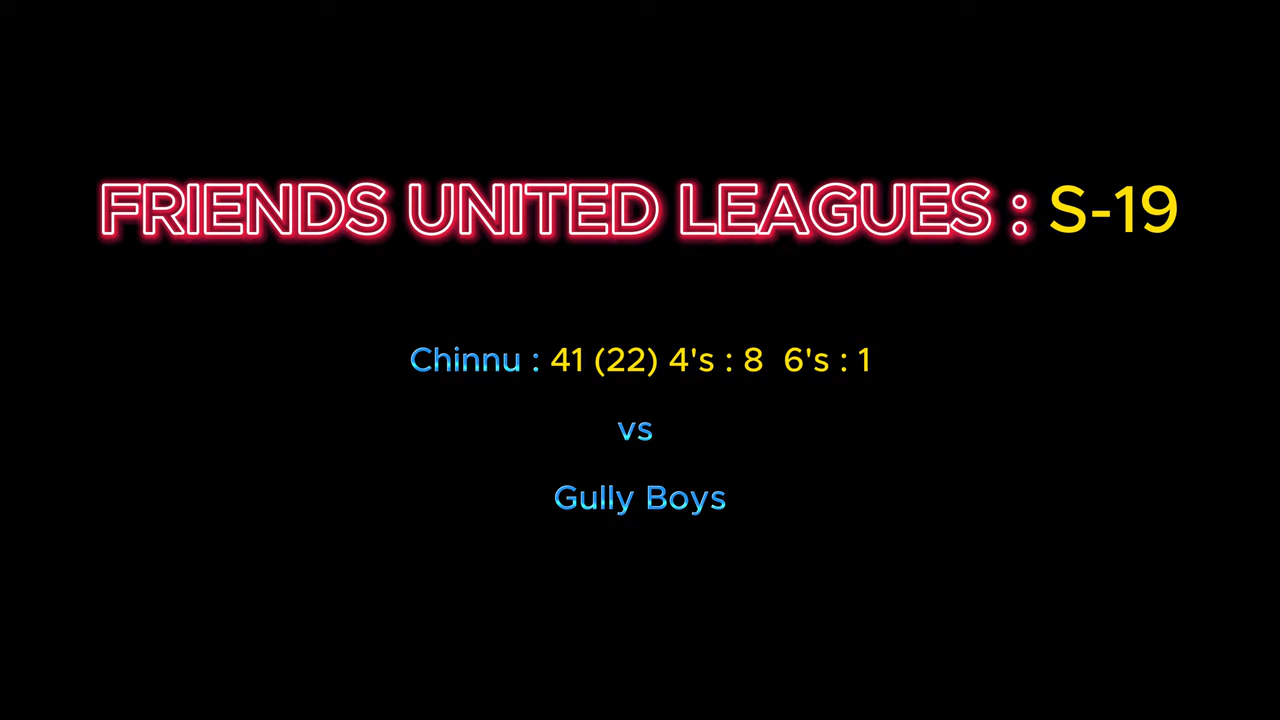 FRIENDS UNITED LEAGUES : S-19
Chinnu : 41 (22) 4's : 8 6's : 1
vs
Gully Boys